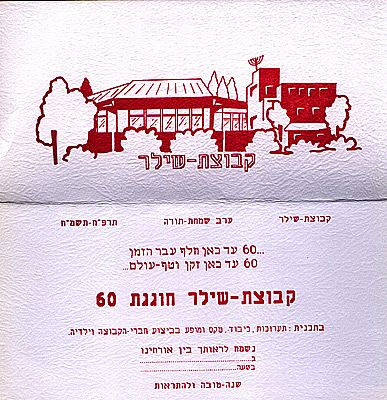 קבוצת-שילר
קבוצת-שילר ערב שמחת-תורה תרפ"ח-תשמ"ח
60 עד כאן חלף עבר הזמן...
60 עד כאן זקן וטף-עולם...
קבוצת-שילר חוגגת 60
בתכנית: תערוכות, כיבוד, טקס ומופע בביצוע חברי-הקבוצה וילדיה.
נשמח לראותך בין אורחינו
ב..........
בשעה..........
שנה-טובה ולהתראות